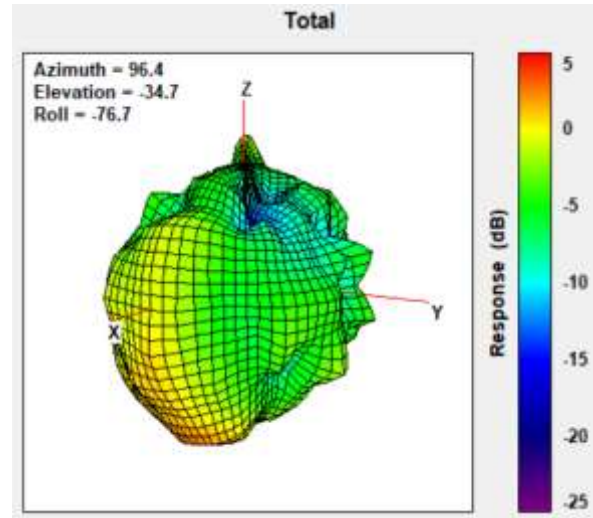 Total
Azimuth = 96.4
Elevation = -34.7
Roll = -76.7
Z
X
Y
Response (dB)
5
0
-5
-10
-15
-20
-25